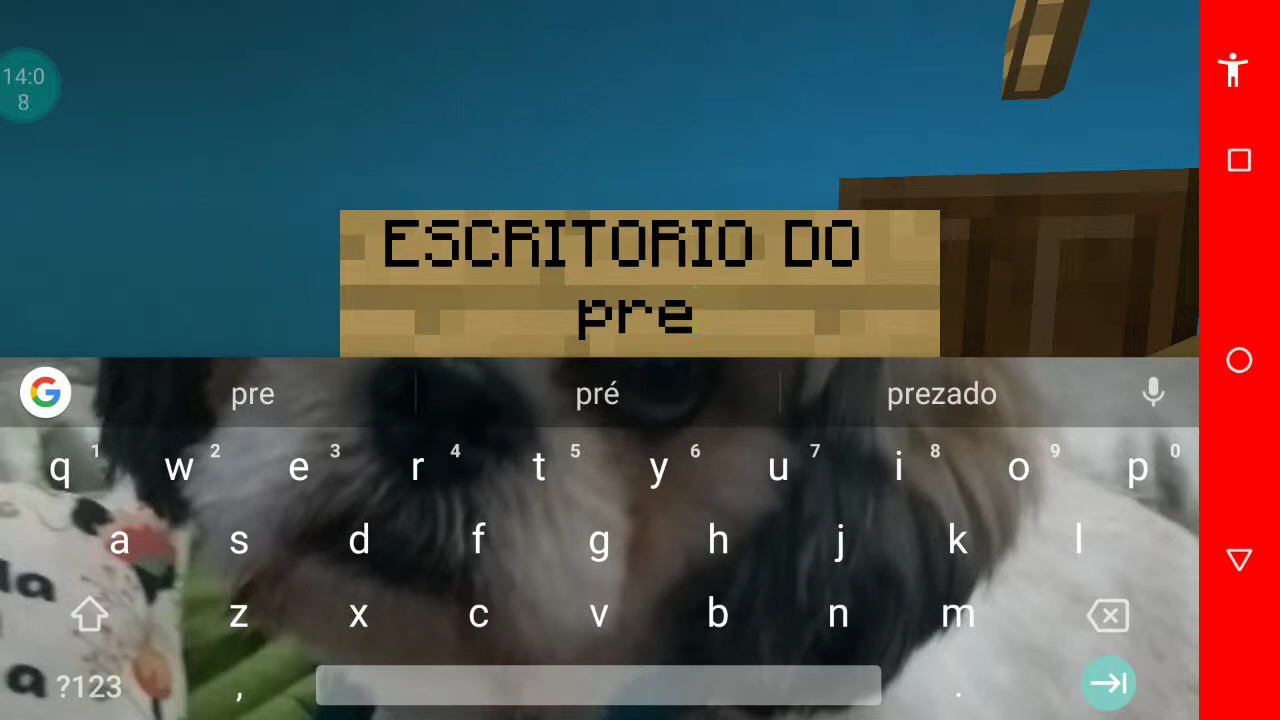 14:0
8
ESCRITORIO DO
pre
pre pré prezado
1 2 3 4 5 6 7 8 9 0
q w e r t y u i o p
a s d f g h j k l
z x c v b n m
?123 , .
la
a